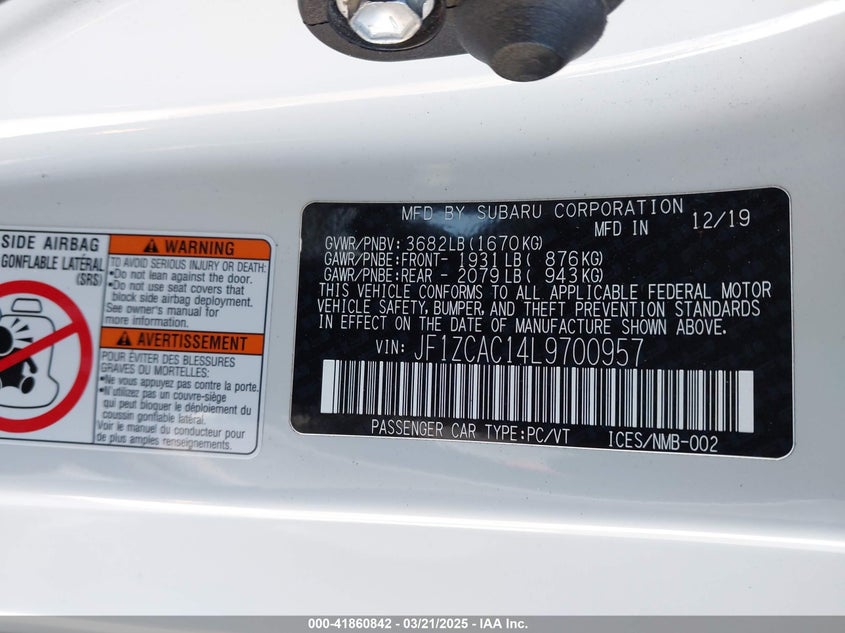 SIDE AIRBAG
GONFLABLE LATÉRAL
(SRS)
WARNING
TO AVOID SERIOUS INJURY OR DEATH:
•Do not lean against the door.
•Do not use seat covers that
block side airbag deployment.
See owner's manual for
more information.
AVERTISSEMENT
POUR ÉVITER DES BLESSURES
GRAVES OU MORTELLES:
•Ne vous appuyez pas contre la porte.
•N'utilizez pas un couvre-siège
qui peut bloquer le déploiement du
coussin gonflable latéral.
Voir le manuel du conducteur pour
de plus amples renseignements.
MFD BY SUBARU CORPORATION
MFD IN 12/19
GVWR/PNBV: 3682LB(1670KG)
GAWR/PNBE:FRONT- 1931LB( 876KG)
GAWR/PNBE:REAR - 2079LB( 943KG)
THIS VEHICLE CONFORMS TO ALL APPLICABLE FEDERAL MOTOR
VEHICLE SAFETY, BUMPER, AND THEFT PREVENTION STANDARDS
IN EFFECT ON THE DATE OF MANUFACTURE SHOWN ABOVE.
VIN: JF1ZCAC14L9700957
PASSENGER CAR TYPE:PC/VT ICES/NMB-002
000-41860842 - 03/21/2025 - IAA Inc.